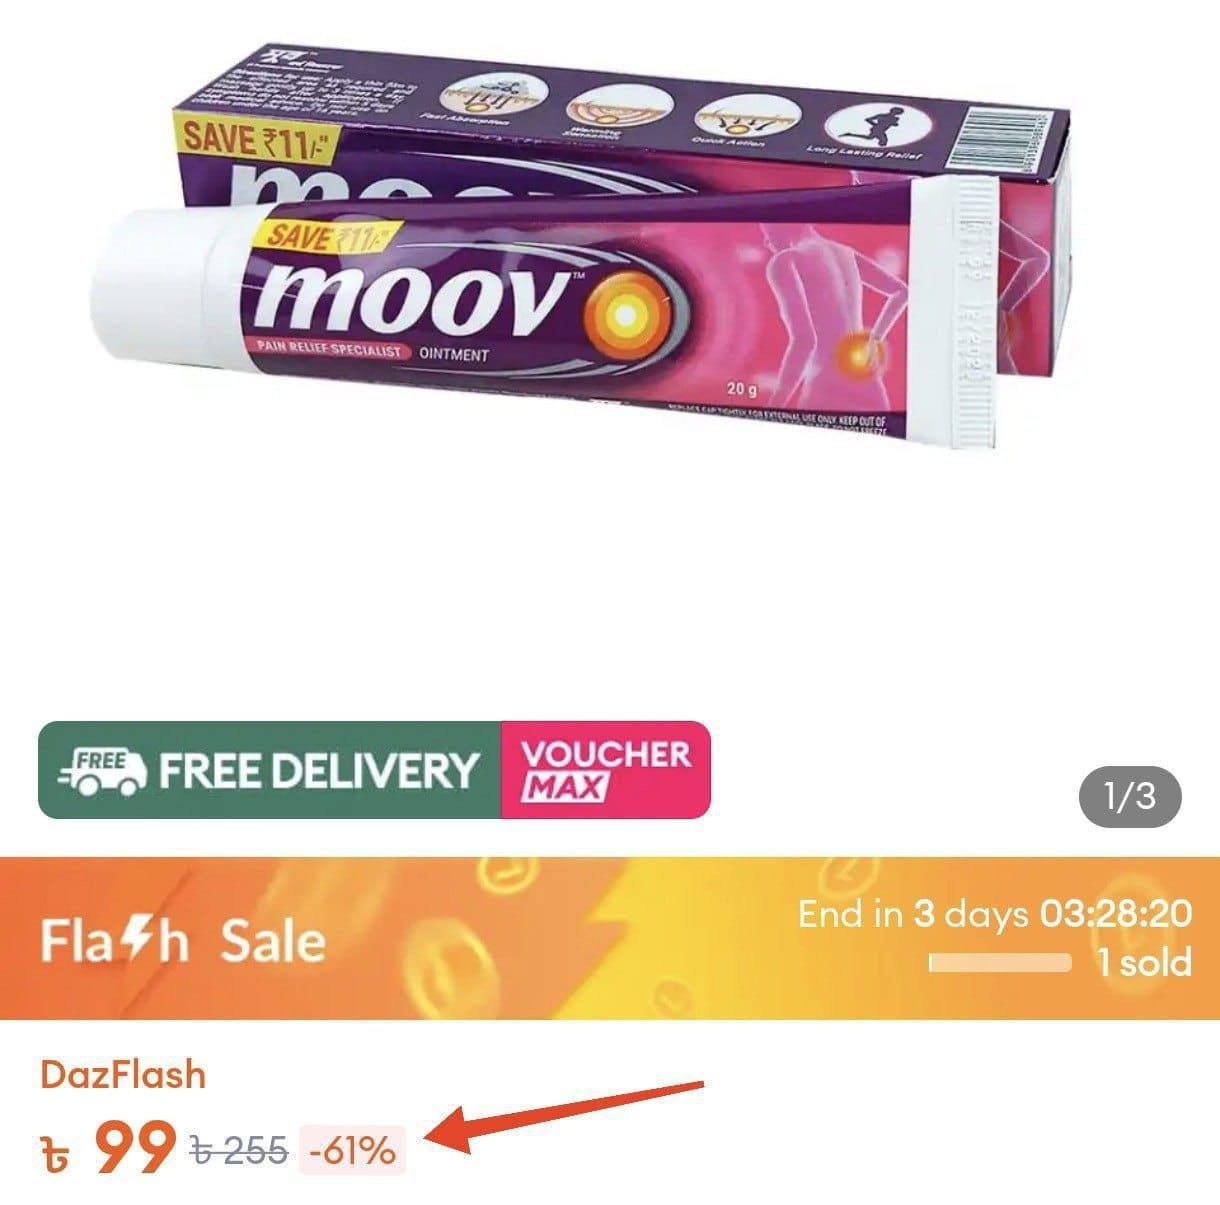 SAVE ₹11/-
Fast Absorption
Warming
Sensation
Quick Action
Long Lasting Relief
SAVE ₹11/-
moov™
PAIN RELIEF SPECIALIST OINTMENT
20 g
REPLACE CAP TIGHTLY, FOR EXTERNAL USE ONLY, KEEP OUT OF
FREE FREE DELIVERY
VOUCHER
MAX
1/3
Flash Sale
End in 3 days 03:28:20
1 sold
DazFlash
৳ 99 ৳ 255 -61%